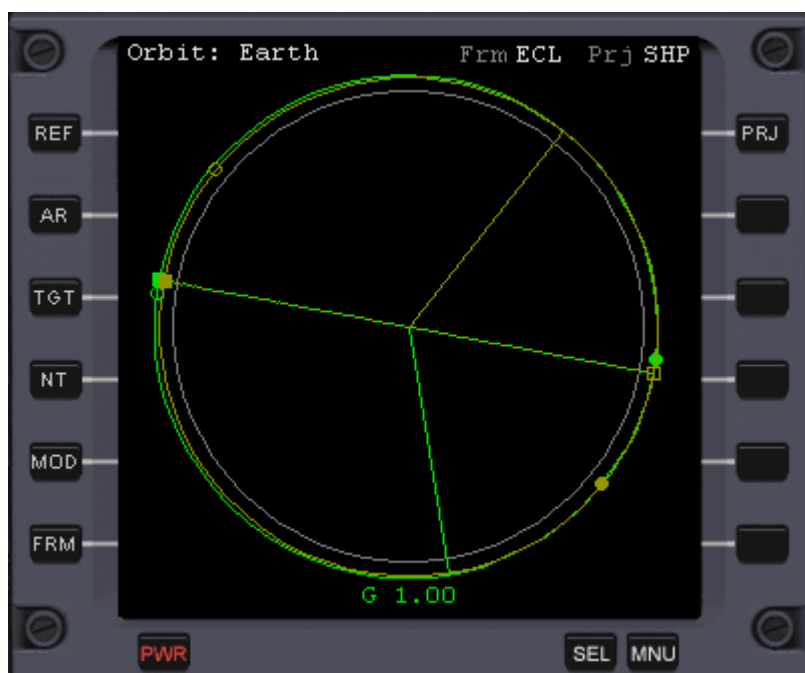 Orbit: Earth Frm ECL Prj SHP
REF
PRJ
AR
TGT
NT
MOD
FRM
G 1.00
PWR
SEL MNU